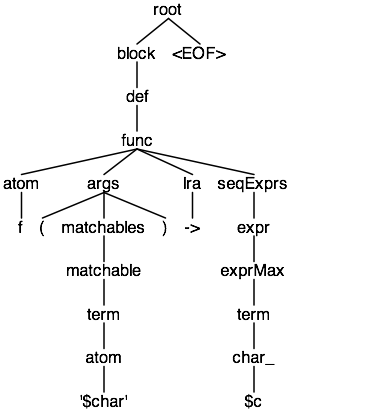 root
block <EOF>
def
func
atom args lra seqExprs
f ( matchables ) -> expr
matchable exprMax
term term
atom char_
'$char' $c